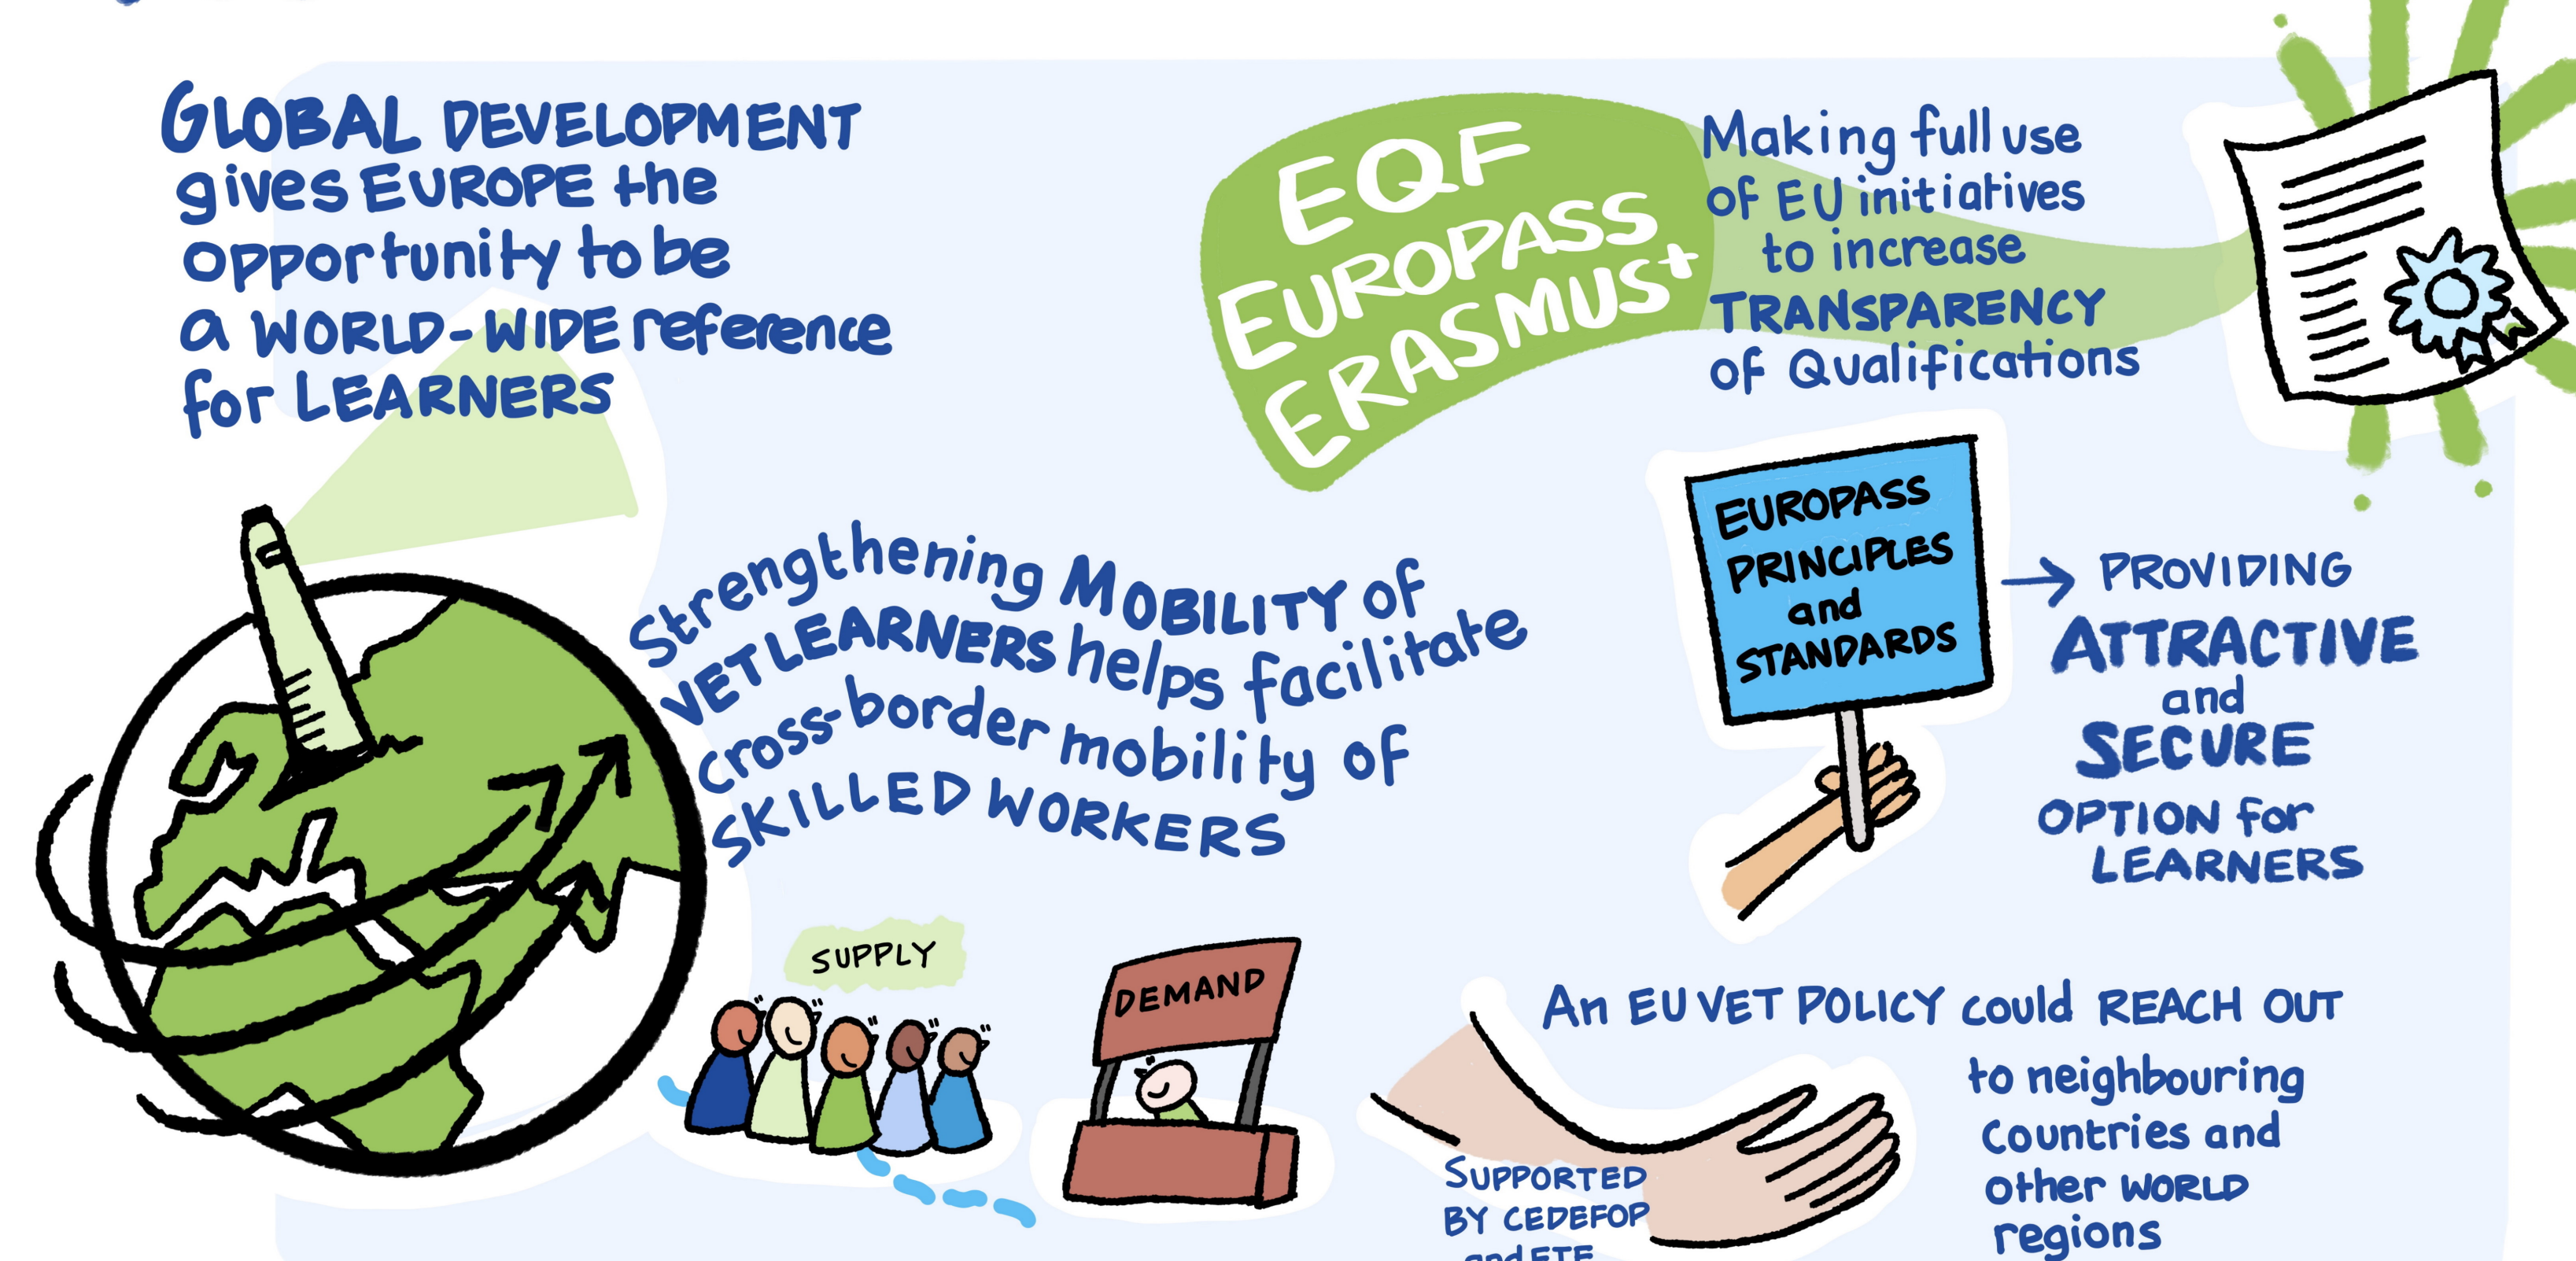 GLOBAL DEVELOPMENT
gives EUROPE the
opportunity to be
a WORLD-WIDE reference
for LEARNERS
EQF
EUROPASS
ERASMUS+
Making full use
of EU initiatives
to increase
TRANSPARENCY
of Qualifications
Strengthening MOBILITY of
VET LEARNERS helps facilitate
cross-border mobility of
SKILLED WORKERS
EUROPASS
PRINCIPLES
and
STANDARDS
→ PROVIDING
ATTRACTIVE
and
SECURE
OPTION for
LEARNERS
SUPPLY
DEMAND
An EU VET POLICY could REACH OUT
to neighbouring
Countries and
other WORLD
regions
SUPPORTED
BY CEDEFOP
and ETF